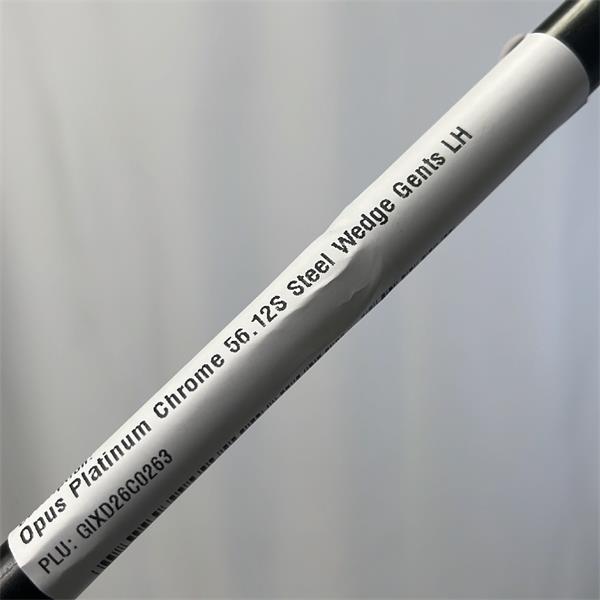 Opus Platinum Chrome 56.12S Steel Wedge Gents LH
PLU: GIXD26C0263